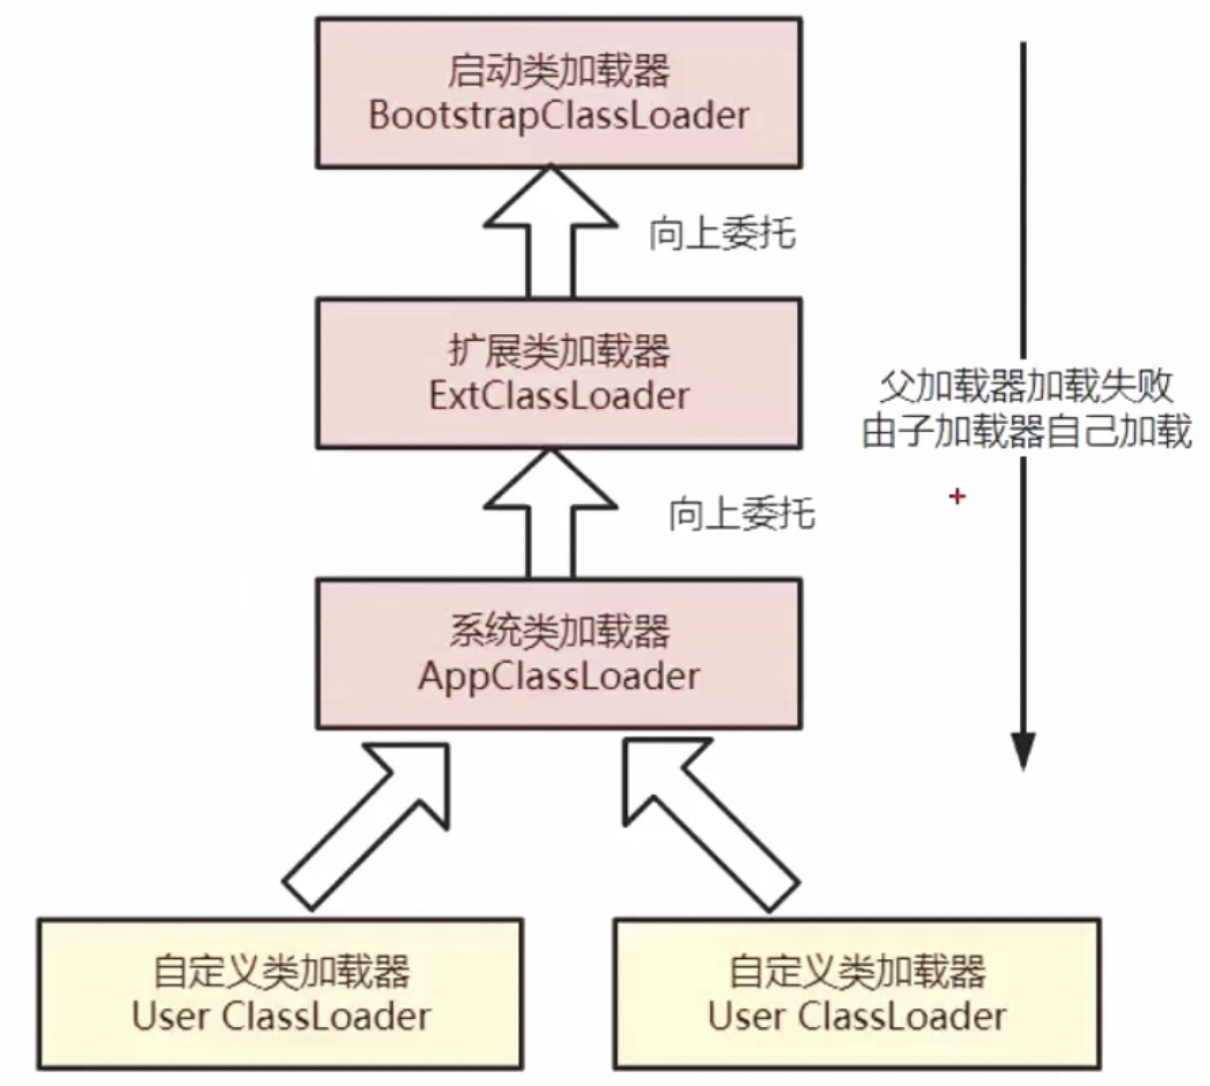 启动类加载器
BootstrapClassLoader
向上委托
扩展类加载器
ExtClassLoader
父加载器加载失败
由子加载器自己加载
向上委托
系统类加载器
AppClassLoader
自定义类加载器
User ClassLoader
自定义类加载器
User ClassLoader